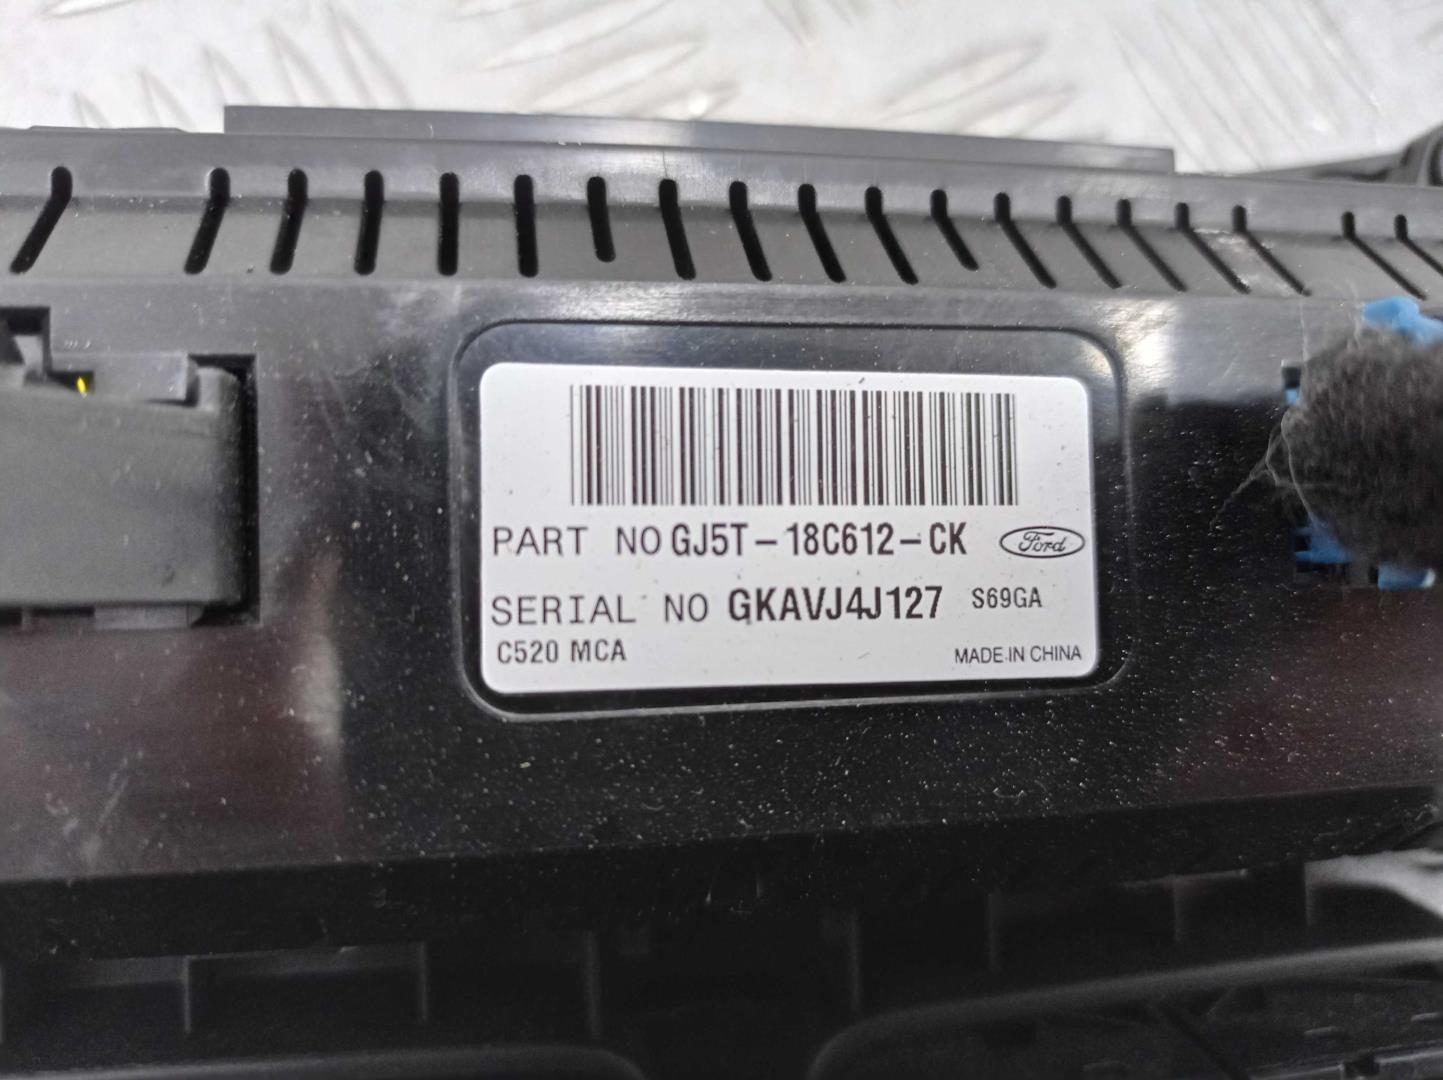 PART NO GJ5T-18C612-CK Ford
SERIAL NO GKAVJ4J127 S69GA
C520 MCA MADE IN CHINA